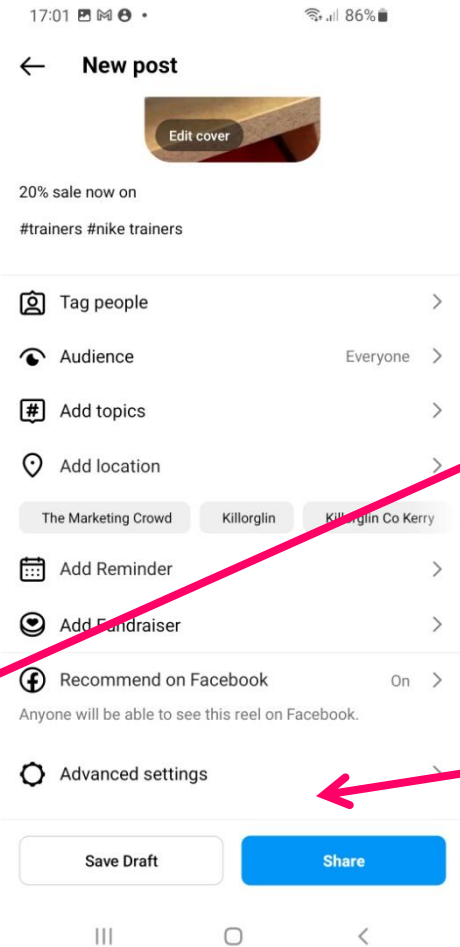 17:01 86%
New post
Edit cover
20% sale now on
#trainers #nike trainers
Tag people
Audience Everyone
Add topics
Add location
The Marketing Crowd Killorglin Killorglin Co Kerry
Add Reminder
Add Fundraiser
Recommend on Facebook On
Anyone will be able to see this reel on Facebook.
Advanced settings
Save Draft Share